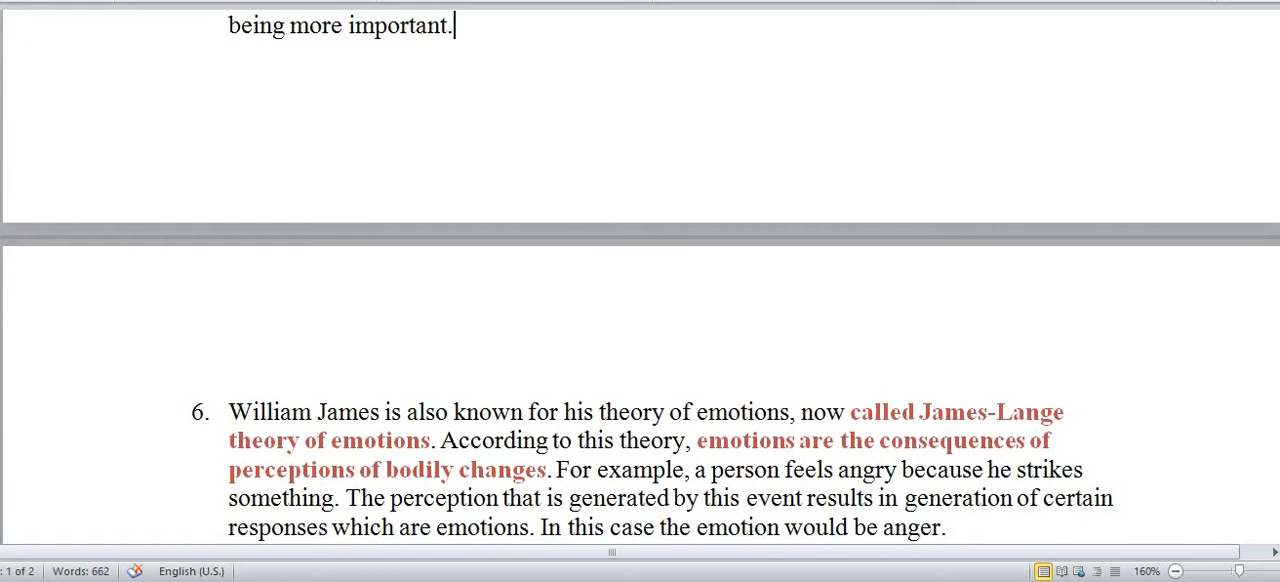 being more important.
6. William James is also known for his theory of emotions, now called James-Lange
theory of emotions. According to this theory, emotions are the consequences of
perceptions of bodily changes. For example, a person feels angry because he strikes
something. The perception that is generated by this event results in generation of certain
responses which are emotions. In this case the emotion would be anger.
: 1 of 2 Words: 662 English (U.S.) 160%